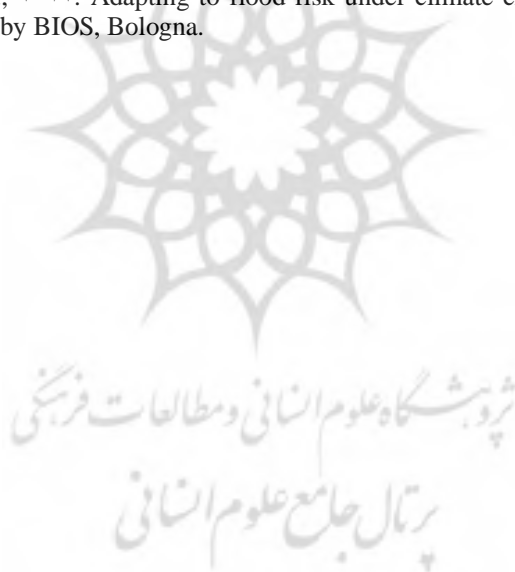 Adapting to flood risk under climate c
by BIOS, Bologna.
پژوهشگاه علوم انسانی و مطالعات فرهنگی
پرتال جامع علوم انسانی